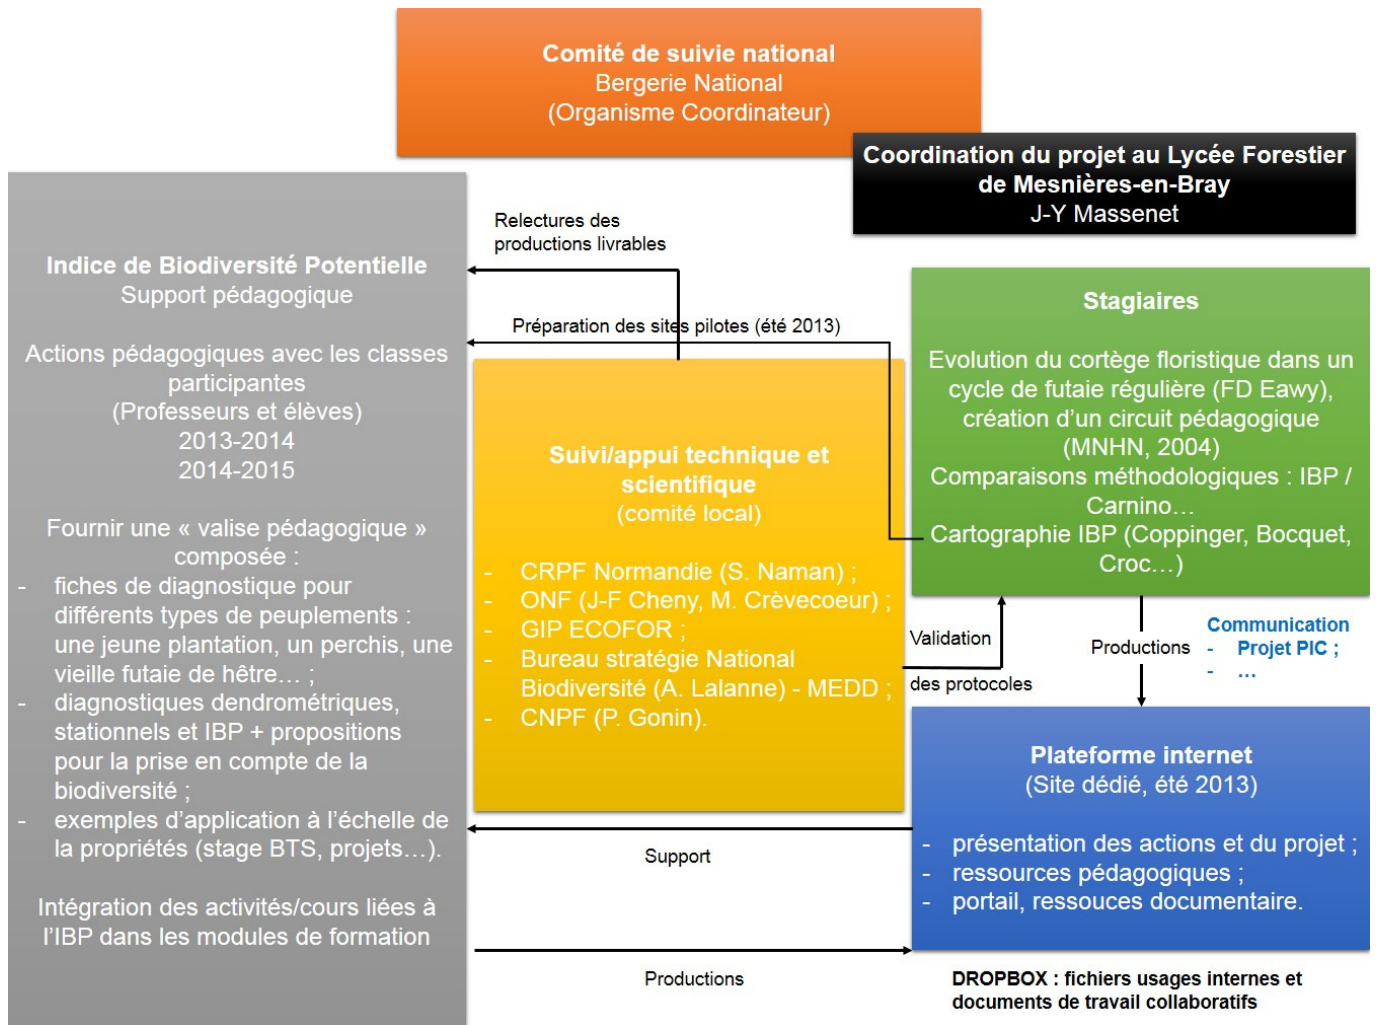 Comité de suivie national
Bergerie National
(Organisme Coordinateur)
Coordination du projet au Lycée Forestier
de Mesnières-en-Bray
J-Y Massenet
Indice de Biodiversité Potentielle
Support pédagogique
Actions pédagogiques avec les classes
participantes
(Professeurs et élèves)
2013-2014
2014-2015
Fournir une « valise pédagogique »
composée :
- fiches de diagnostique pour
différents types de peuplements :
une jeune plantation, un perchis, une
vieille futaie de hêtre… ;
- diagnostiques dendrométriques,
stationnels et IBP + propositions
pour la prise en compte de la
biodiversité ;
- exemples d’application à l’échelle de
la propriétés (stage BTS, projets…).
Intégration des activités/cours liées à
l’IBP dans les modules de formation
Relectures des
productions livrables
Préparation des sites pilotes (été 2013)
Suivi/appui technique et
scientifique
(comité local)
- CRPF Normandie (S. Naman) ;
- ONF (J-F Cheny, M. Crèvecoeur) ;
- GIP ECOFOR ;
- Bureau stratégie National
Biodiversité (A. Lalanne) - MEDD ;
- CNPF (P. Gonin).
Stagiaires
Evolution du cortège floristique dans un
cycle de futaie régulière (FD Eawy),
création d’un circuit pédagogique
(MNHN, 2004)
Comparaisons méthodologiques : IBP /
Carnino…
Cartographie IBP (Coppinger, Bocquet,
Croc…)
Validation
des protocoles
Productions
Communication
- Projet PIC ;
- …
Plateforme internet
(Site dédié, été 2013)
- présentation des actions et du projet ;
- ressources pédagogiques ;
- portail, ressouces documentaire.
Support
Productions
DROPBOX : fichiers usages internes et
documents de travail collaboratifs